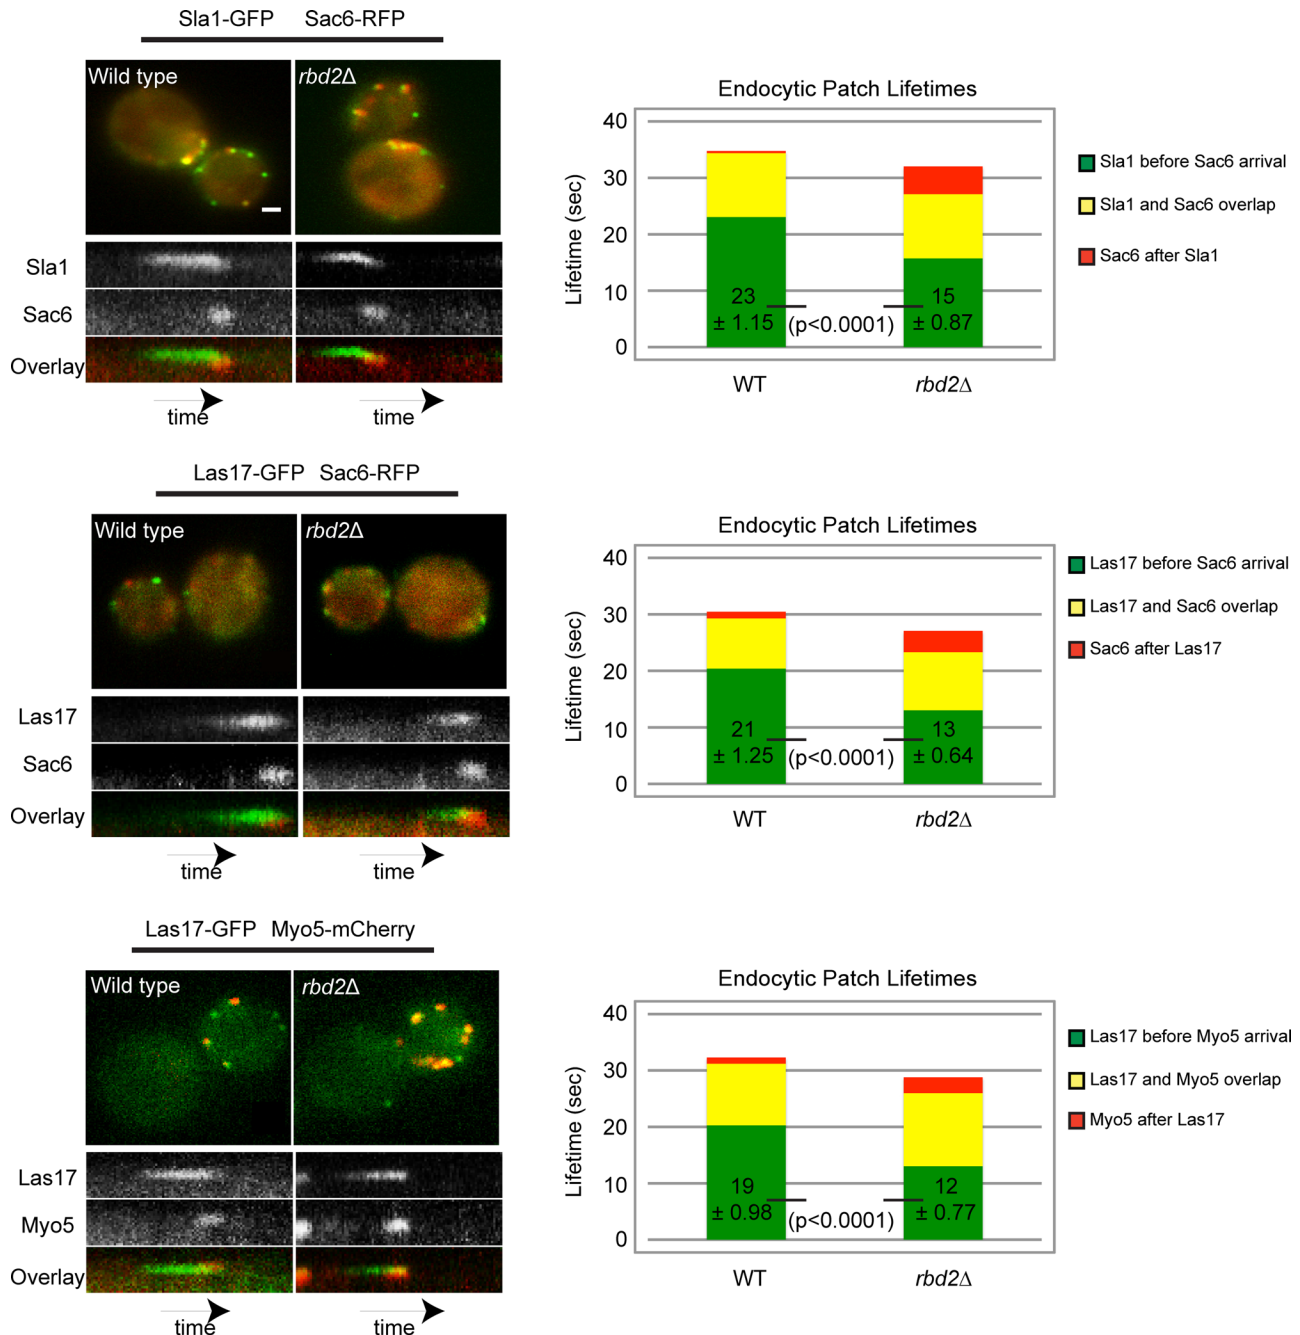 Sla1-GFP Sac6-RFP
Wild type
rbd2Δ
Sla1
Sac6
Overlay
time
time
Endocytic Patch Lifetimes
Lifetime (sec)
40
30
20
10
0
23
± 1.15
(p<0.0001)
15
± 0.87
WT
rbd2Δ
Sla1 before Sac6 arrival
Sla1 and Sac6 overlap
Sac6 after Sla1
Las17-GFP Sac6-RFP
Wild type
rbd2Δ
Las17
Sac6
Overlay
time
time
Endocytic Patch Lifetimes
Lifetime (sec)
40
30
20
10
0
21
± 1.25
(p<0.0001)
13
± 0.64
WT
rbd2Δ
Las17 before Sac6 arrival
Las17 and Sac6 overlap
Sac6 after Las17
Las17-GFP Myo5-mCherry
Wild type
rbd2Δ
Las17
Myo5
Overlay
time
time
Endocytic Patch Lifetimes
Lifetime (sec)
40
30
20
10
0
19
± 0.98
(p<0.0001)
12
± 0.77
WT
rbd2Δ
Las17 before Myo5 arrival
Las17 and Myo5 overlap
Myo5 after Las17